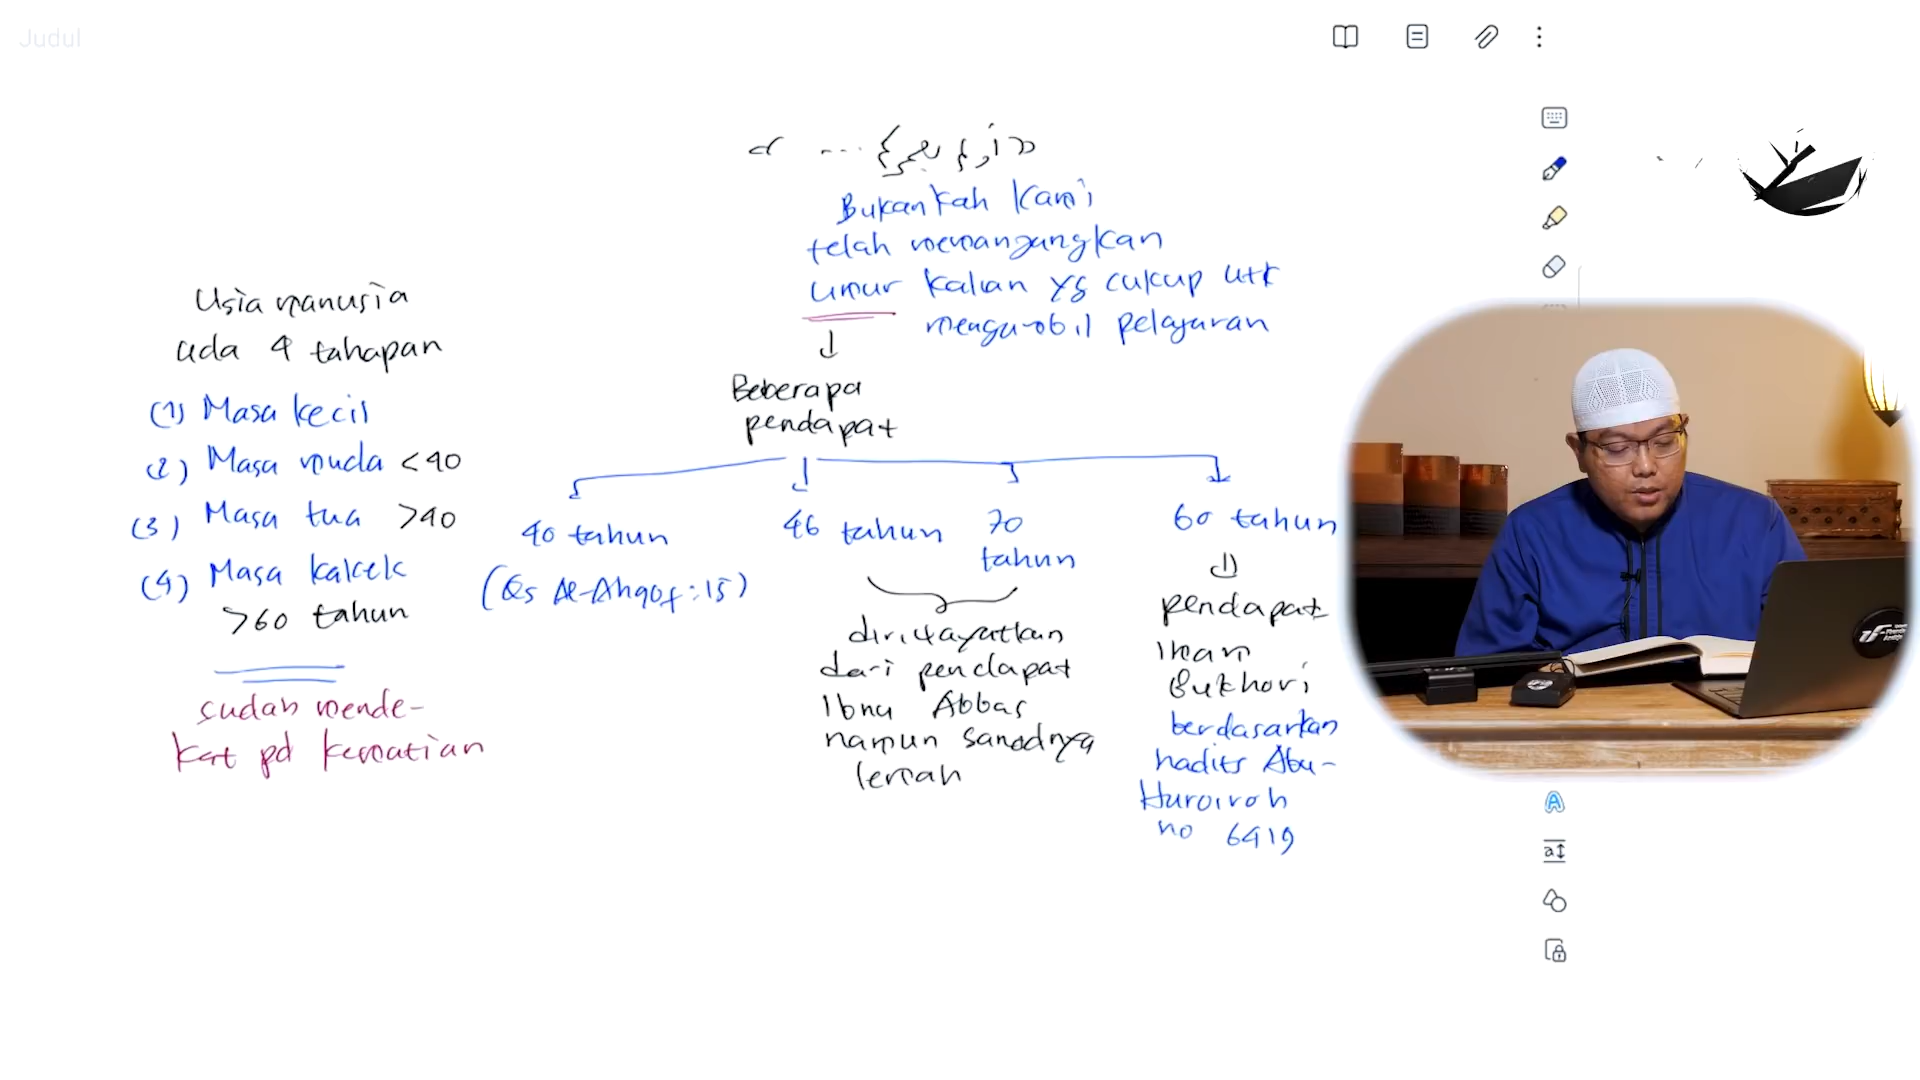 Judul
Bukankah Kami
telah memanjangkan
umur kalian yg cukup utk
mengambil pelajaran
Beberapa
pendapat
Usia manusia
ada 4 tahapan
(1) Masa kecil
(2) Masa muda <40
(3) Masa tua >40
(4) Masa kakek
>60 tahun
sudah mende-
kat pd kematian
40 tahun
(Qs Al-Ahqof:15)
46 tahun
70
tahun
diriwayatkan
dari pendapat
Ibnu Abbas
namun sanadnya
lemah
60 tahun
pendapat
Imam
Bukhori
berdasarkan
hadits Abu-
Huroiroh
no 6419